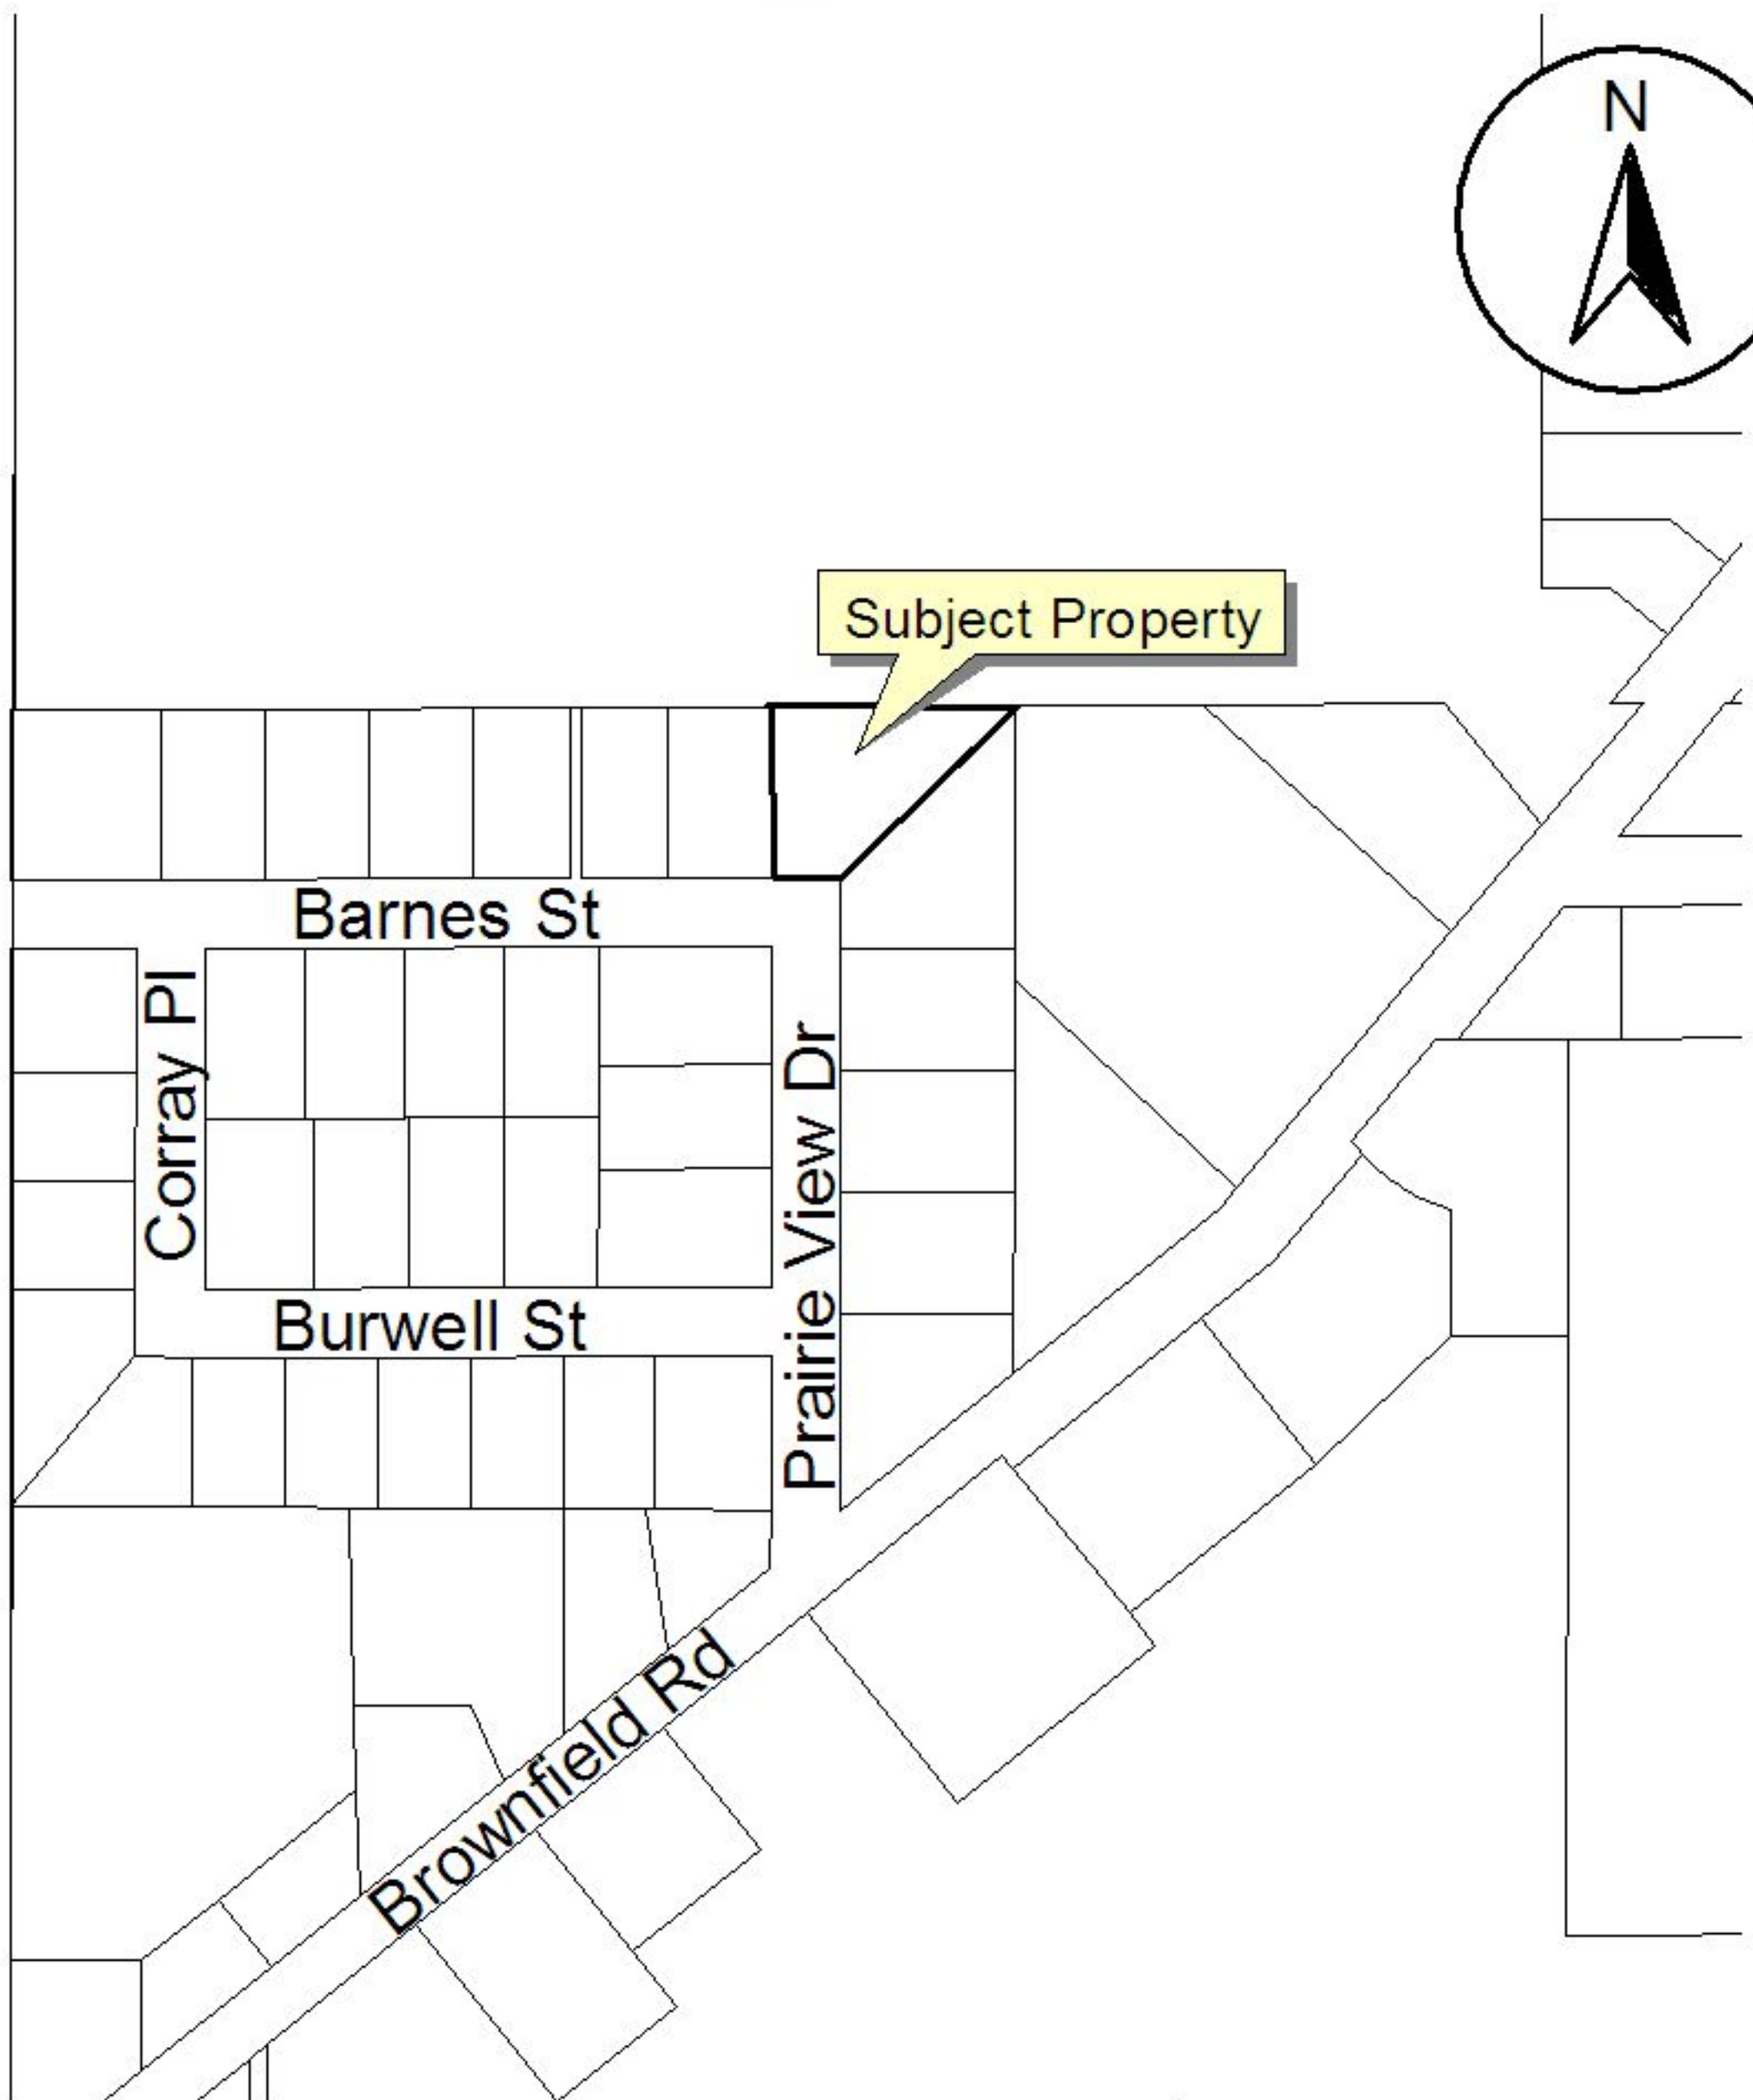 N
Subject Property
Barnes St
Corray Pl
Prairie View Dr
Burwell St
Brownfield Rd